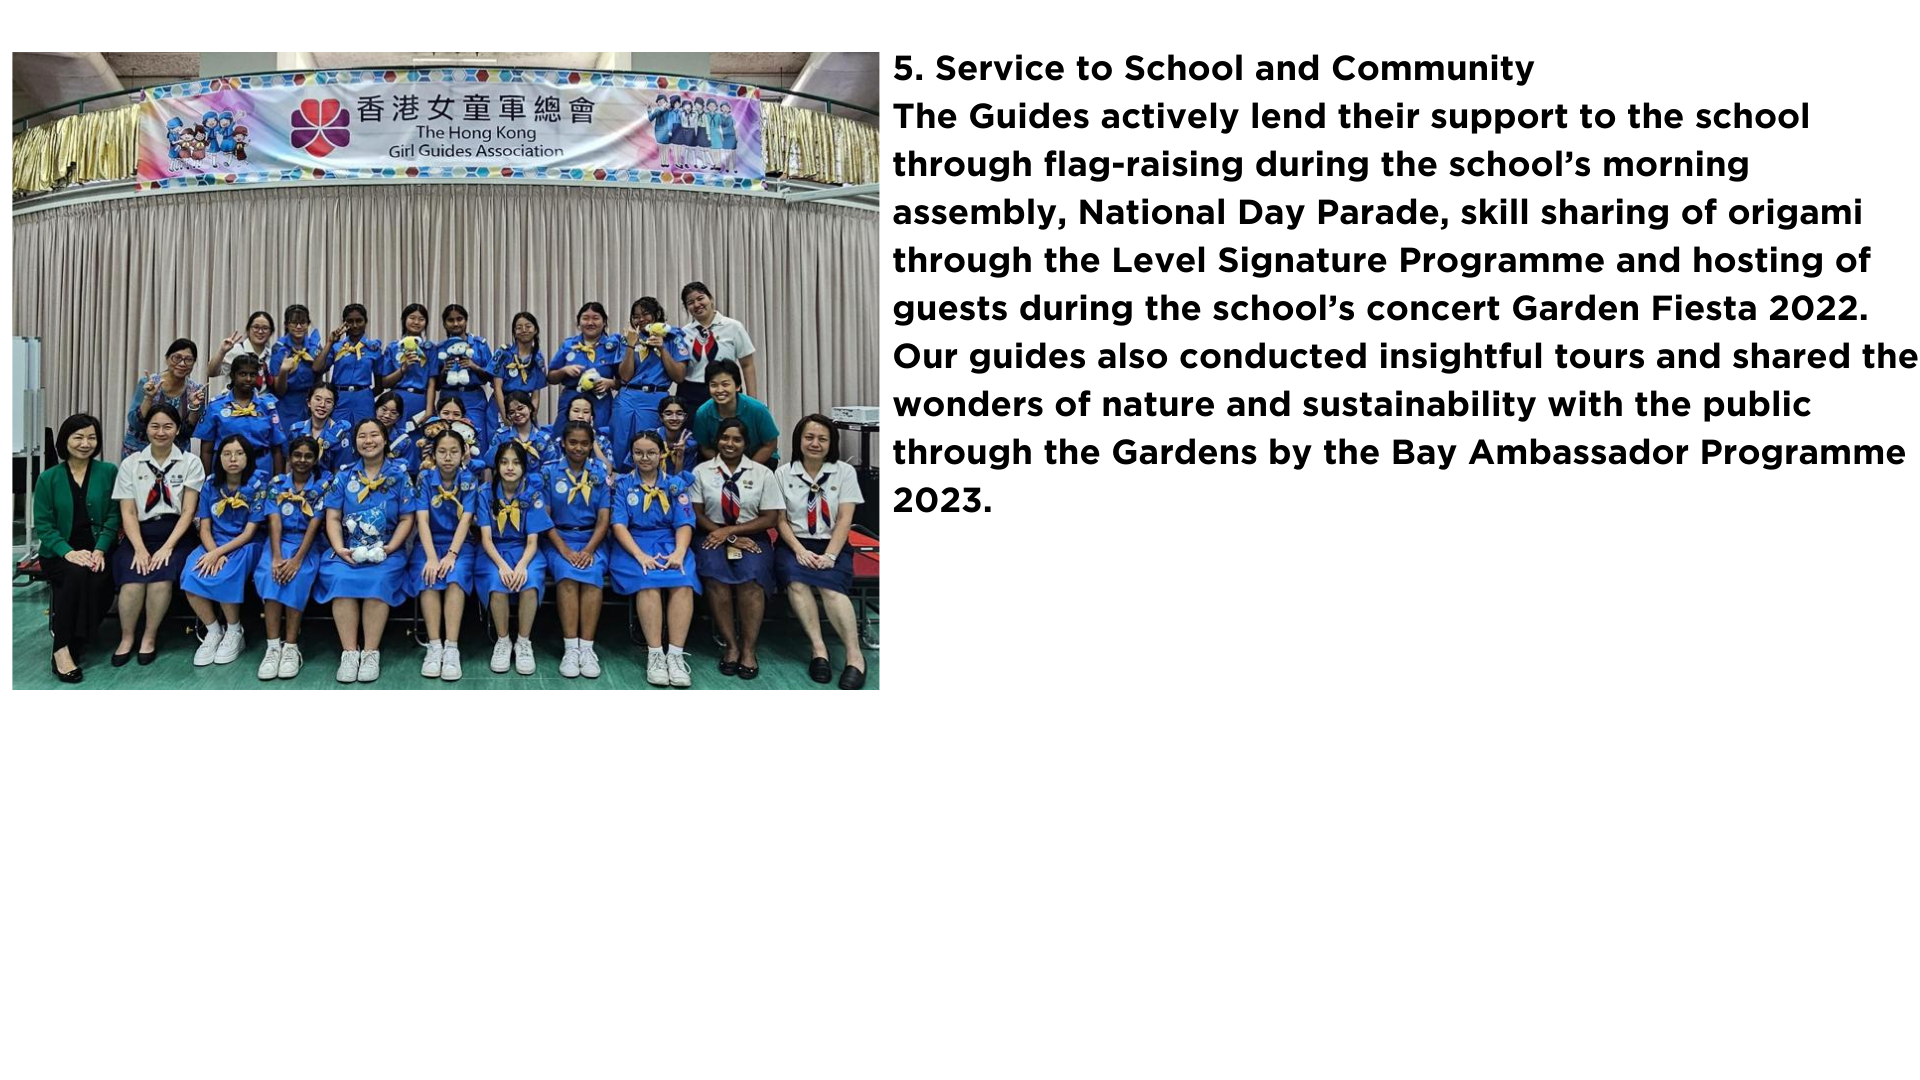 香港女童軍總會
The Hong Kong
Girl Guides Association
5. Service to School and Community
The Guides actively lend their support to the school
through flag-raising during the school’s morning
assembly, National Day Parade, skill sharing of origami
through the Level Signature Programme and hosting of
guests during the school’s concert Garden Fiesta 2022.
Our guides also conducted insightful tours and shared the
wonders of nature and sustainability with the public
through the Gardens by the Bay Ambassador Programme
2023.